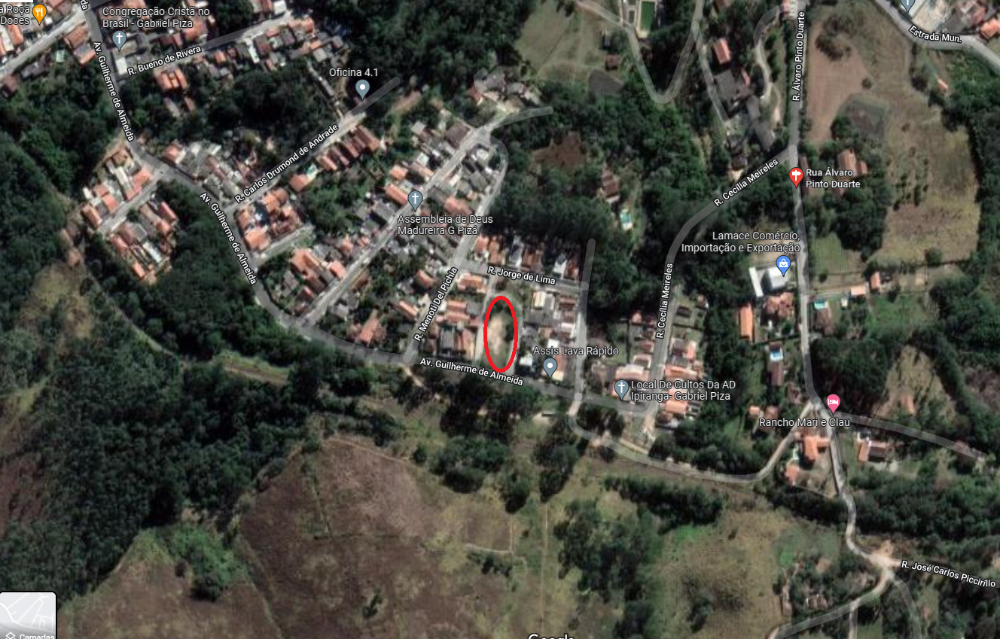 a Roça
Doces
Congregação Cristã no
Brasil - Gabriel Piza
da
Estrada Mun.
Av. Guilherme de Almeida
R. Bueno de Rivera
Oficina 4.1
R. Álvaro Pinto Duarte
R. Carlos Drumond de Andrade
R. Cecília Meireles
Rua Álvaro
Pinto Duarte
Av. Guilherme de Almeida
Assembleia de Deus
Madureira G Piza
Lamace Comércio,
Importação e Exportação
R. Jorge de Lima
R. Menoti Del Pichia
R. Cecília Meireles
Assis Lava Rápido
Av. Guilherme de Almeida
Local De Cultos Da AD
Ipiranga- Gabriel Piza
Rancho Mari e Clau
R. José Carlos Piccirillo
Camadas
Google